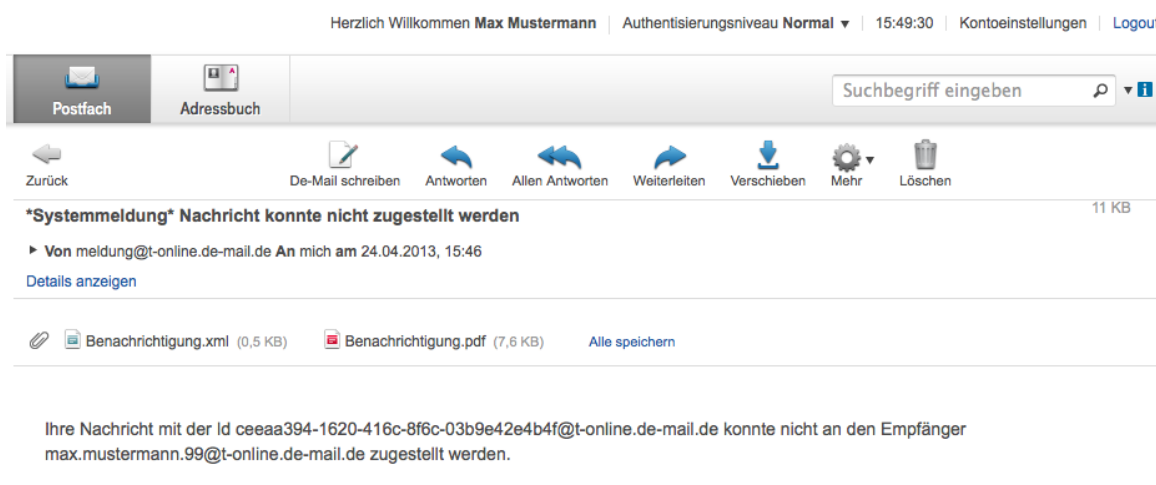 Herzlich Willkommen Max Mustermann Authentisierungsniveau Normal 15:49:30 Kontoeinstellungen Logout
Postfach Adressbuch Suchbegriff eingeben
Zurück De-Mail schreiben Antworten Allen Antworten Weiterleiten Verschieben Mehr Löschen
*Systemmeldung* Nachricht konnte nicht zugestellt werden 11 KB
Von meldung@t-online.de-mail.de An mich am 24.04.2013, 15:46
Details anzeigen
Benachrichtigung.xml (0,5 KB) Benachrichtigung.pdf (7,6 KB) Alle speichern
Ihre Nachricht mit der Id ceeaa394-1620-416c-8f6c-03b9e42e4b4f@t-online.de-mail.de konnte nicht an den Empfänger
max.mustermann.99@t-online.de-mail.de zugestellt werden.